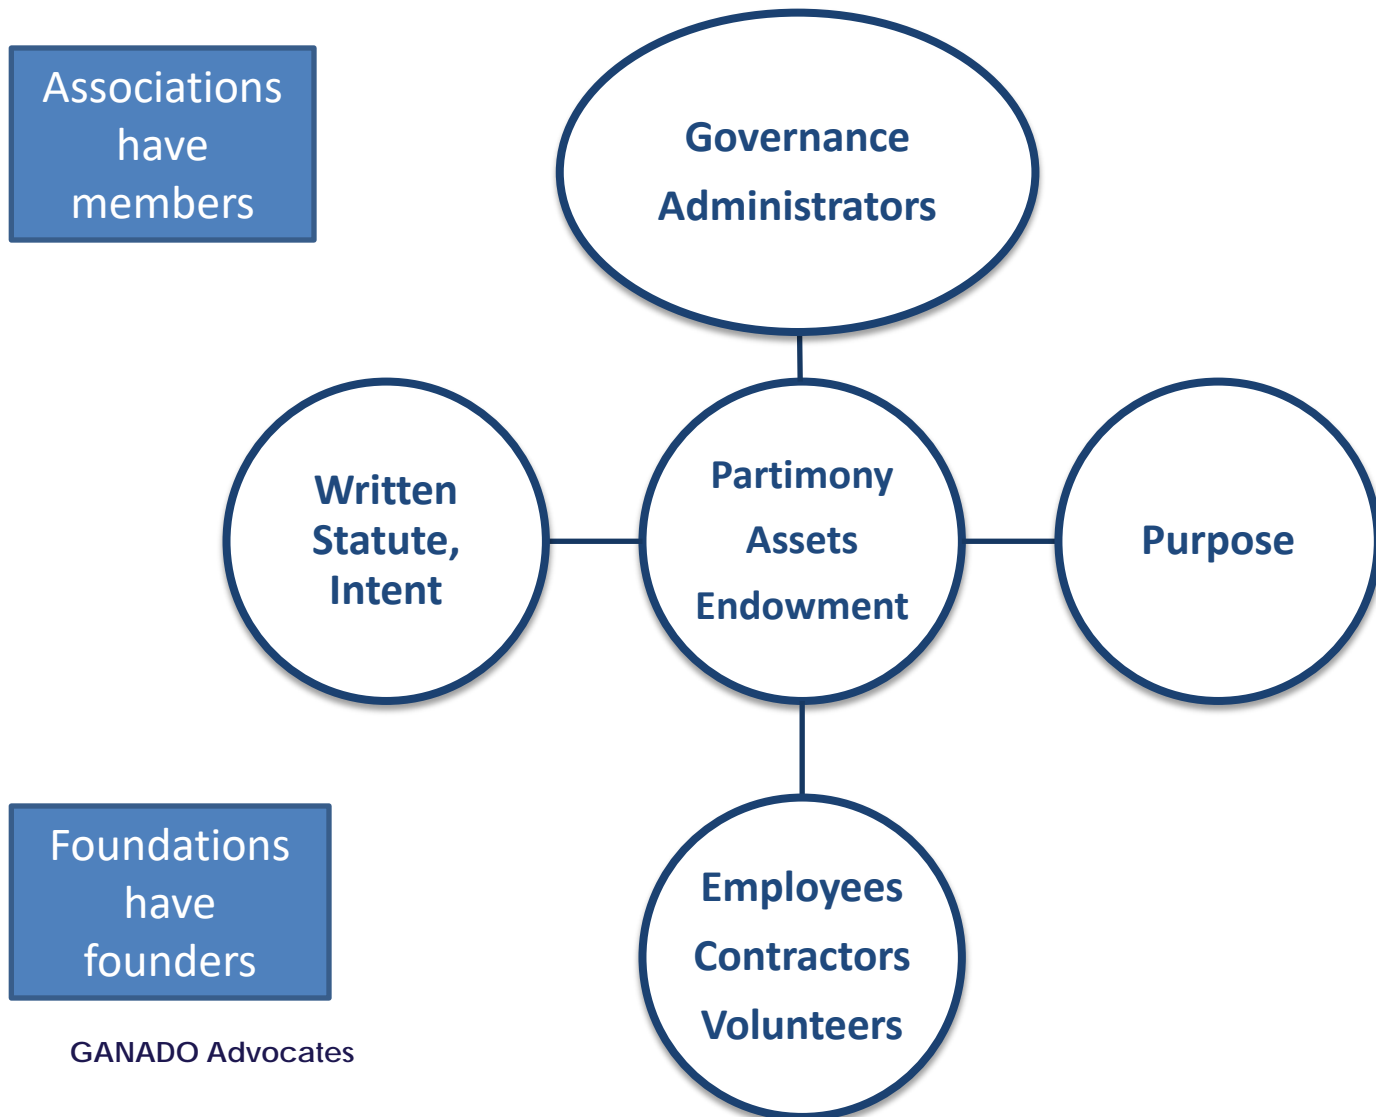 Associations
have
members
Governance
Administrators
Written
Statute,
Intent
Partimony
Assets
Endowment
Purpose
Foundations
have
founders
Employees
Contractors
Volunteers
GANADO Advocates